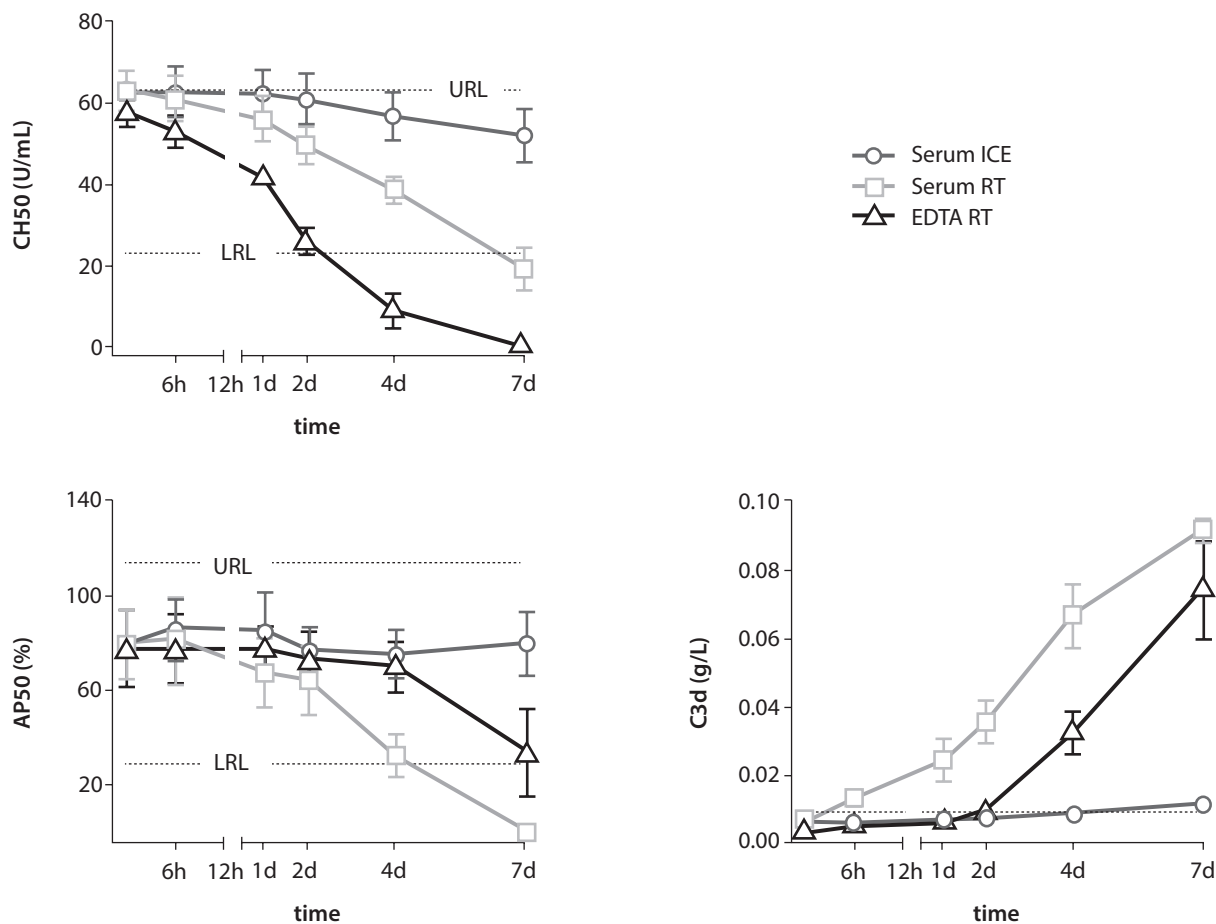 80
60
40
20
0
CH50 (U/mL)
URL
LRL
6h 12h 1d 2d 4d 7d
time
Serum ICE
Serum RT
EDTA RT
140
100
60
20
AP50 (%)
URL
LRL
6h 12h 1d 2d 4d 7d
time
0.10
0.08
0.06
0.04
0.02
0.00
C3d (g/L)
6h 12h 1d 2d 4d 7d
time